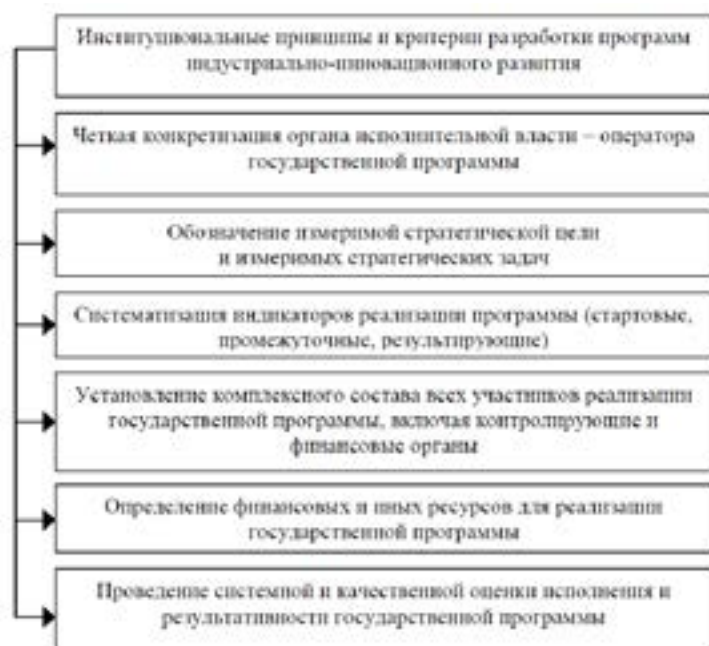 Институциональные принципы и критерии разработки программ
индустриально-инновационного развития
Четкая конкретизация органа исполнительной власти – оператора
государственной программы
Обозначение измеримой стратегической цели
и измеримых стратегических задач
Систематизация индикаторов реализации программы (стартовые,
промежуточные, результирующие)
Установление комплексного состава всех участников реализации
государственной программы, включая контролирующие и
финансовые органы
Определение финансовых и иных ресурсов для реализации
государственной программы
Проведение системной и качественной оценки исполнения и
результативности государственной программы